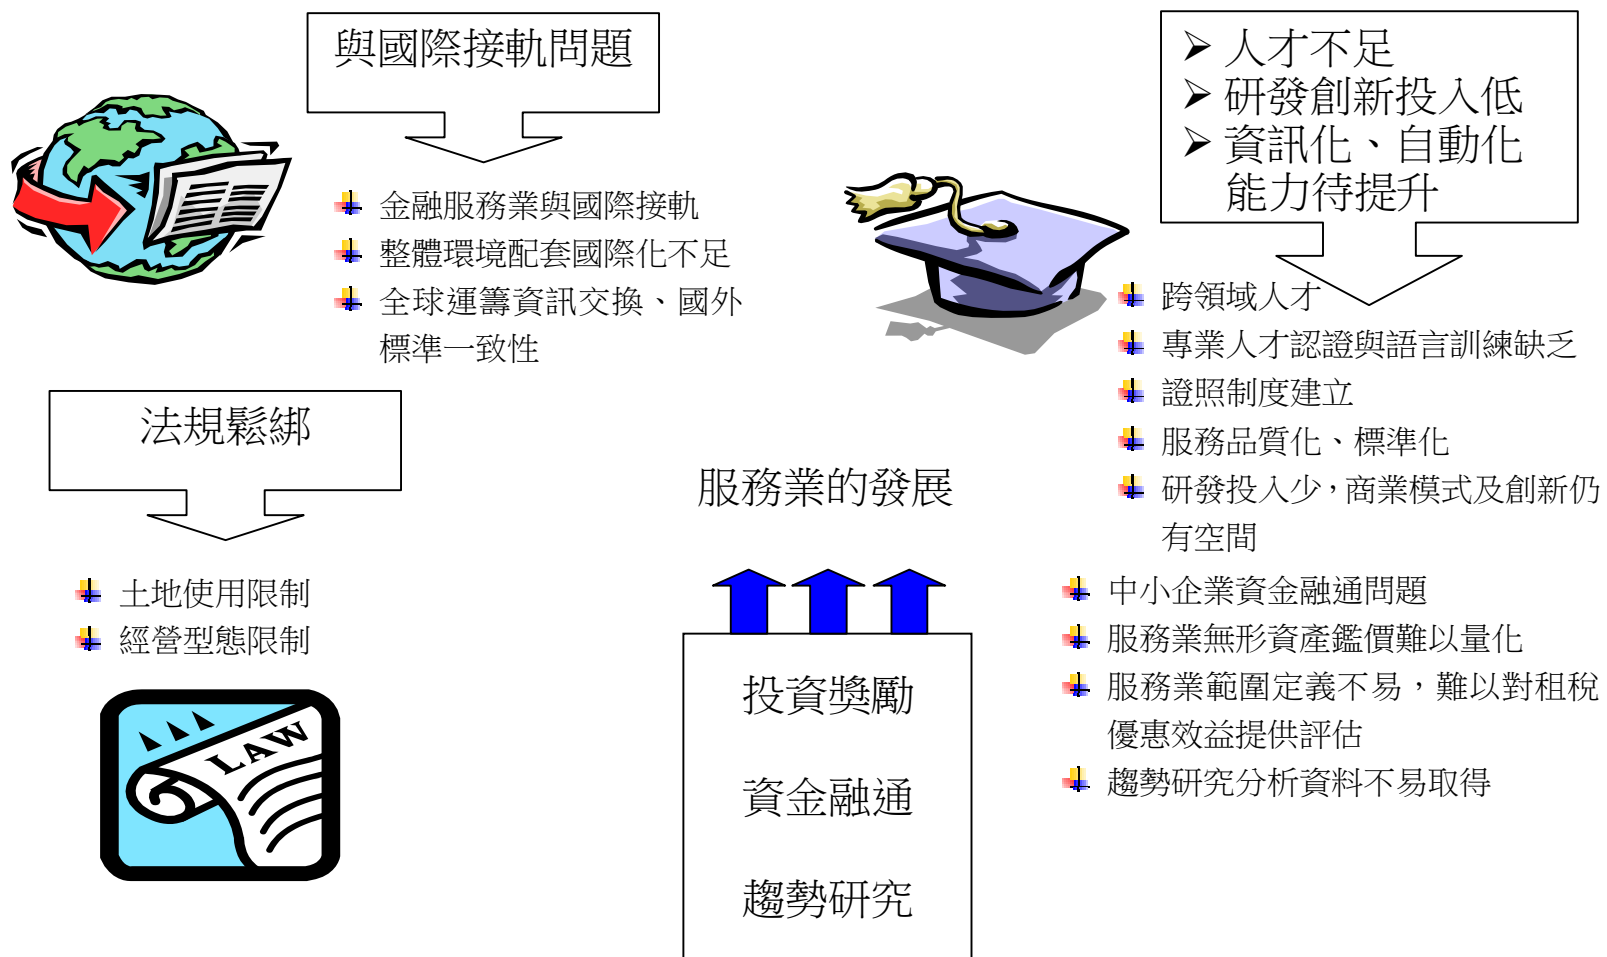 與國際接軌問題
金融服務業與國際接軌
整體環境配套國際化不足
全球運籌資訊交換、國外
標準一致性
法規鬆綁
土地使用限制
經營型態限制
LAW
服務業的發展
投資獎勵
資金融通
趨勢研究
➢ 人才不足
➢ 研發創新投入低
➢ 資訊化、自動化
能力待提升
跨領域人才
專業人才認證與語言訓練缺乏
證照制度建立
服務品質化、標準化
研發投入少，商業模式及創新仍
有空間
中小企業資金融通問題
服務業無形資產鑑價難以量化
服務業範圍定義不易，難以對租稅
優惠效益提供評估
趨勢研究分析資料不易取得